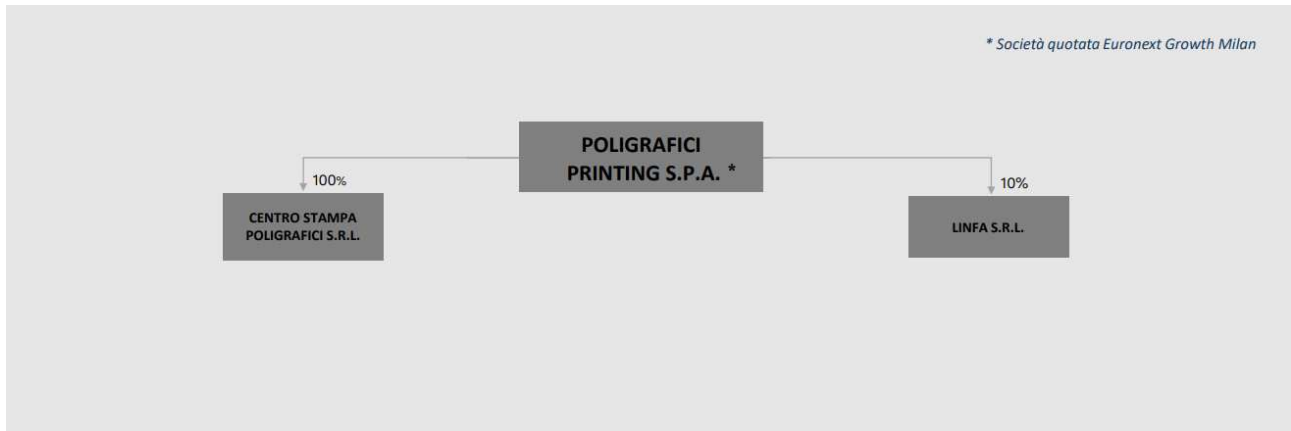 * Società quotata Euronext Growth Milan
POLIGRAFICI
PRINTING S.P.A. *
100%
10%
CENTRO STAMPA
POLIGRAFICI S.R.L.
LINFA S.R.L.